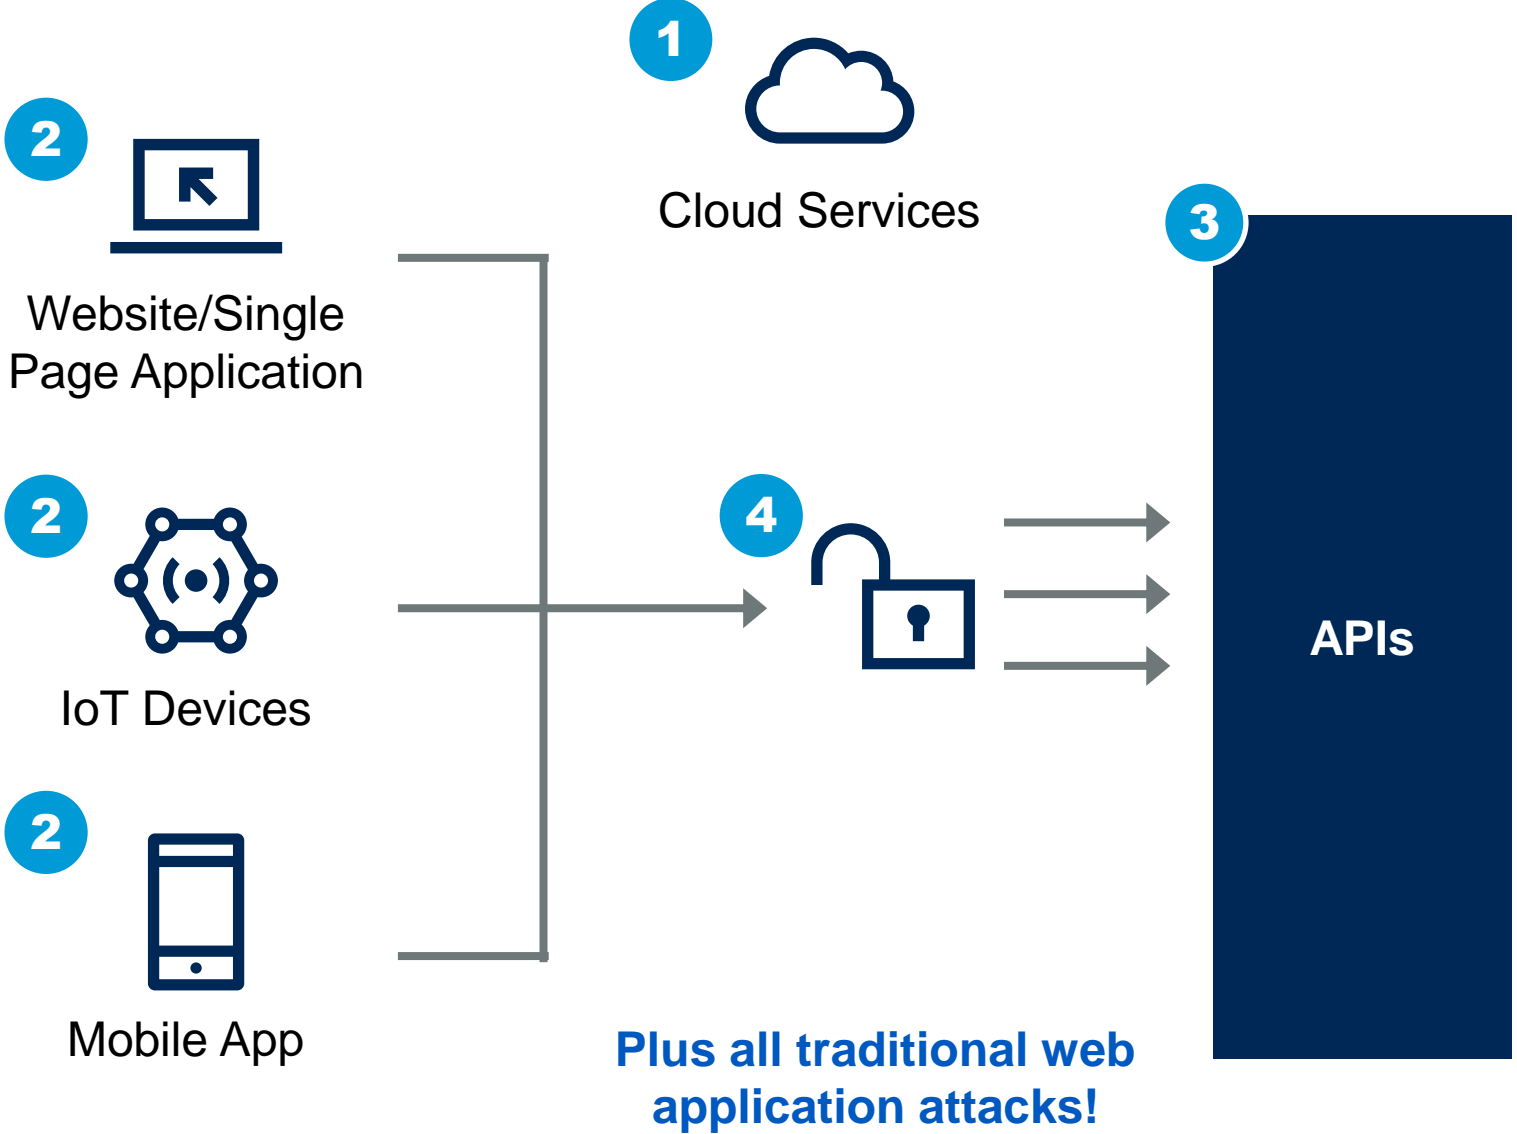 1
Cloud Services
2
Website/Single
Page Application
3
2
IoT Devices
4
APIs
2
Mobile App
Plus all traditional web
application attacks!